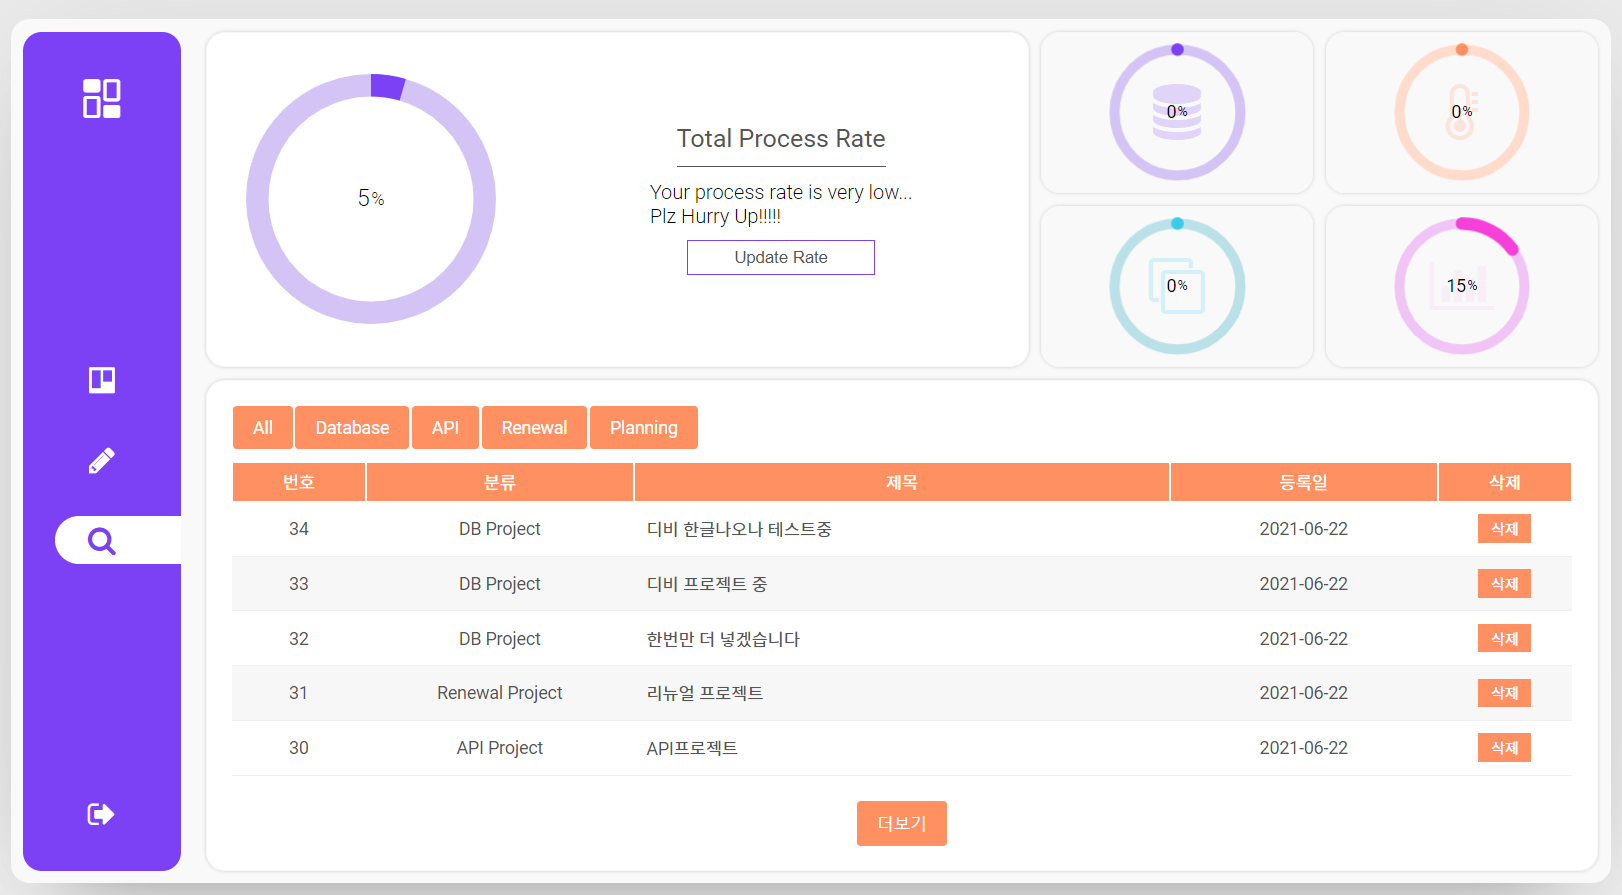 5%
Total Process Rate
Your process rate is very low...
Plz Hurry Up!!!!!
Update Rate
0%
0%
0%
15%
All Database API Renewal Planning
번호 분류 제목 등록일 삭제
34 DB Project 디비 한글나오나 테스트중 2021-06-22 삭제
33 DB Project 디비 프로젝트 중 2021-06-22 삭제
32 DB Project 한번만 더 넣겠습니다 2021-06-22 삭제
31 Renewal Project 리뉴얼 프로젝트 2021-06-22 삭제
30 API Project API프로젝트 2021-06-22 삭제
더보기